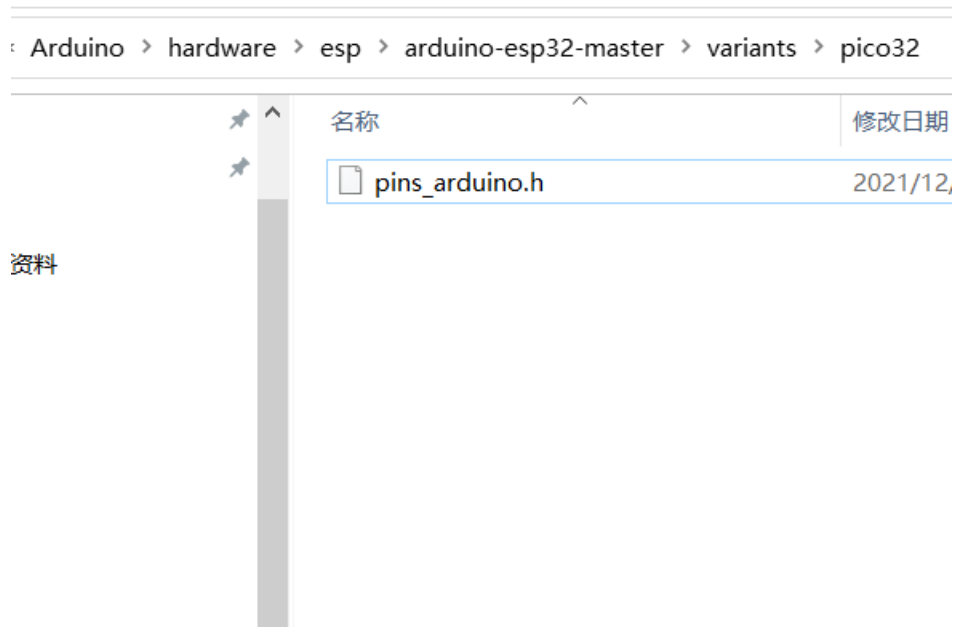 Arduino > hardware > esp > arduino-esp32-master > variants > pico32
名称 修改日期
pins_arduino.h 2021/12/
资料